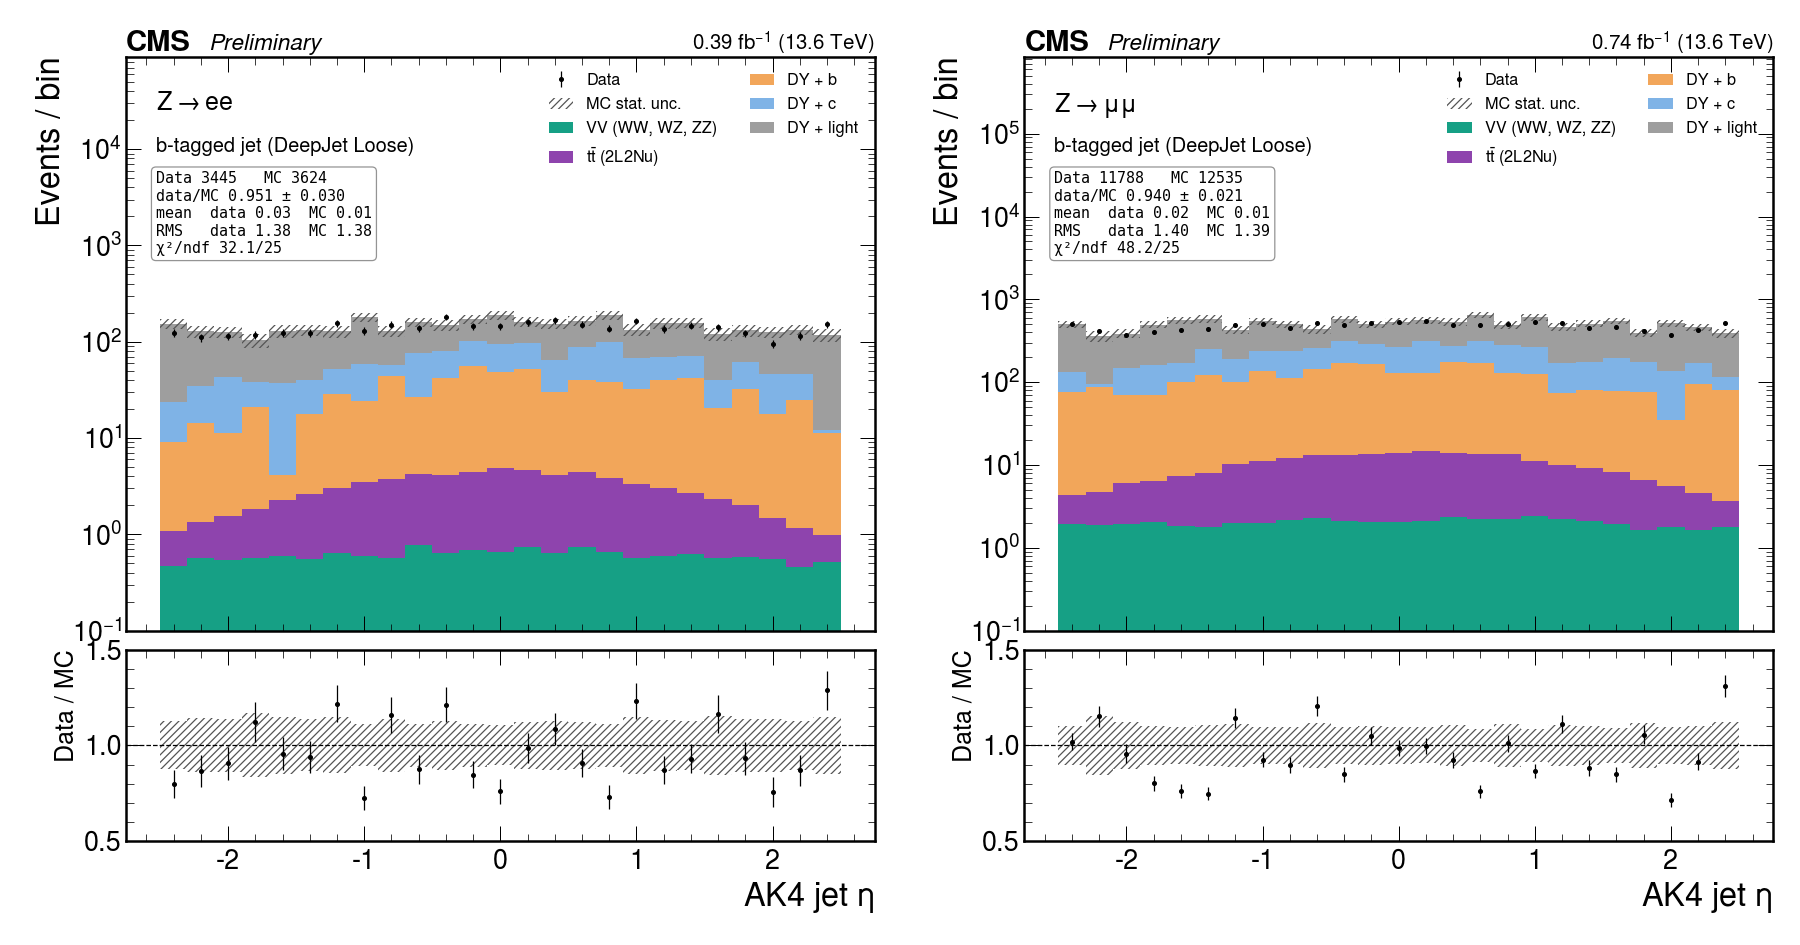 CMS Preliminary 0.39 fb⁻¹ (13.6 TeV)
Events / bin
Z → ee
b-tagged jet (DeepJet Loose)
Data 3445 MC 3624
data/MC 0.951 ± 0.030
mean data 0.03 MC 0.01
RMS data 1.38 MC 1.38
χ²/ndf 32.1/25
Data
MC stat. unc.
VV (WW, WZ, ZZ)
tt̄ (2L2Nu)
DY + b
DY + c
DY + light
10⁴
10³
10²
10¹
10⁰
10⁻¹
Data / MC
1.5
1.0
0.5
-2 -1 0 1 2
AK4 jet η
CMS Preliminary 0.74 fb⁻¹ (13.6 TeV)
Events / bin
Z → μμ
b-tagged jet (DeepJet Loose)
Data 11788 MC 12535
data/MC 0.940 ± 0.021
mean data 0.02 MC 0.01
RMS data 1.40 MC 1.39
χ²/ndf 48.2/25
Data
MC stat. unc.
VV (WW, WZ, ZZ)
tt̄ (2L2Nu)
DY + b
DY + c
DY + light
10⁵
10⁴
10³
10²
10¹
10⁰
10⁻¹
Data / MC
1.5
1.0
0.5
-2 -1 0 1 2
AK4 jet η